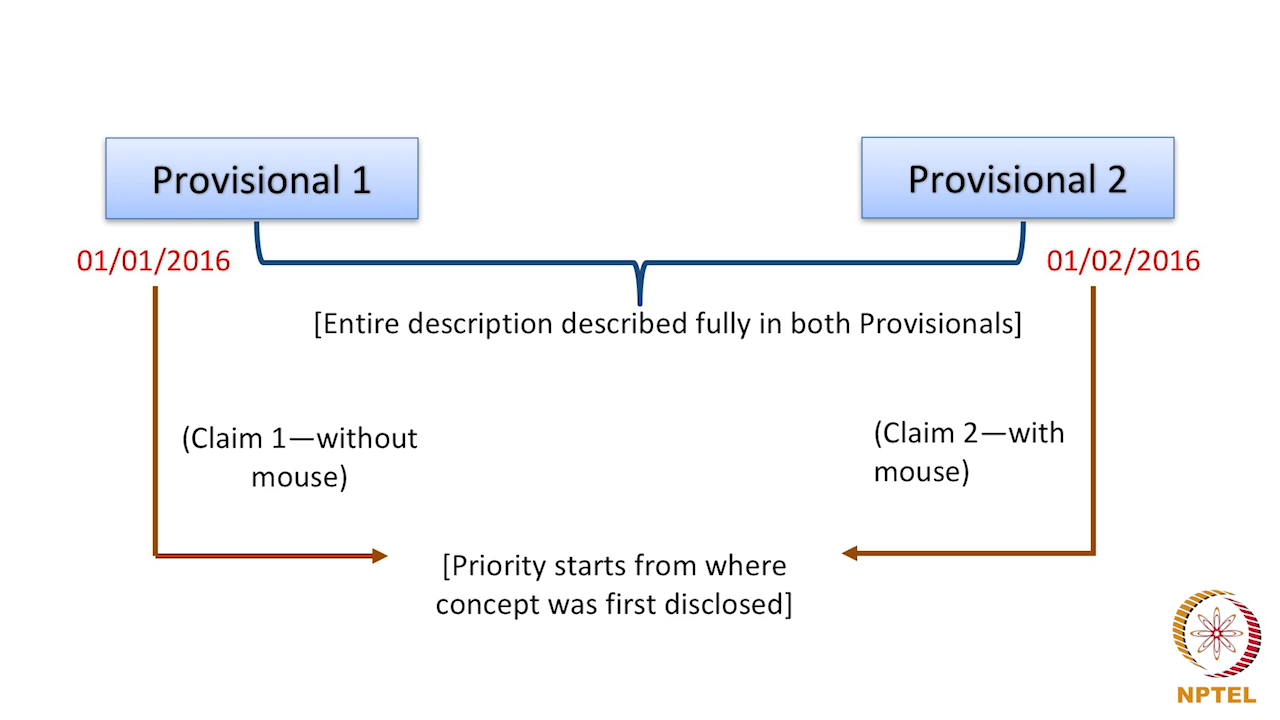 Provisional 1
Provisional 2
01/01/2016
01/02/2016
[Entire description described fully in both Provisionals]
(Claim 1—without
mouse)
(Claim 2—with
mouse)
[Priority starts from where
concept was first disclosed]
NPTEL